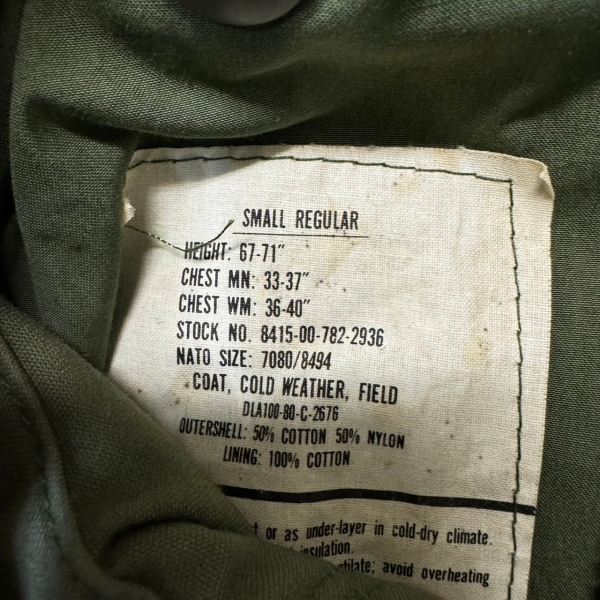 SMALL REGULAR
HEIGHT: 67-71"
CHEST MN: 33-37"
CHEST WM: 36-40"
STOCK NO. 8415-00-782-2936
NATO SIZE: 7080/8494
COAT, COLD WEATHER, FIELD
DLA100-80-C-2676
OUTERSHELL: 50% COTTON 50% NYLON
LINING: 100% COTTON
or as under-layer in cold-dry climate.
insulation.
avoid overheating